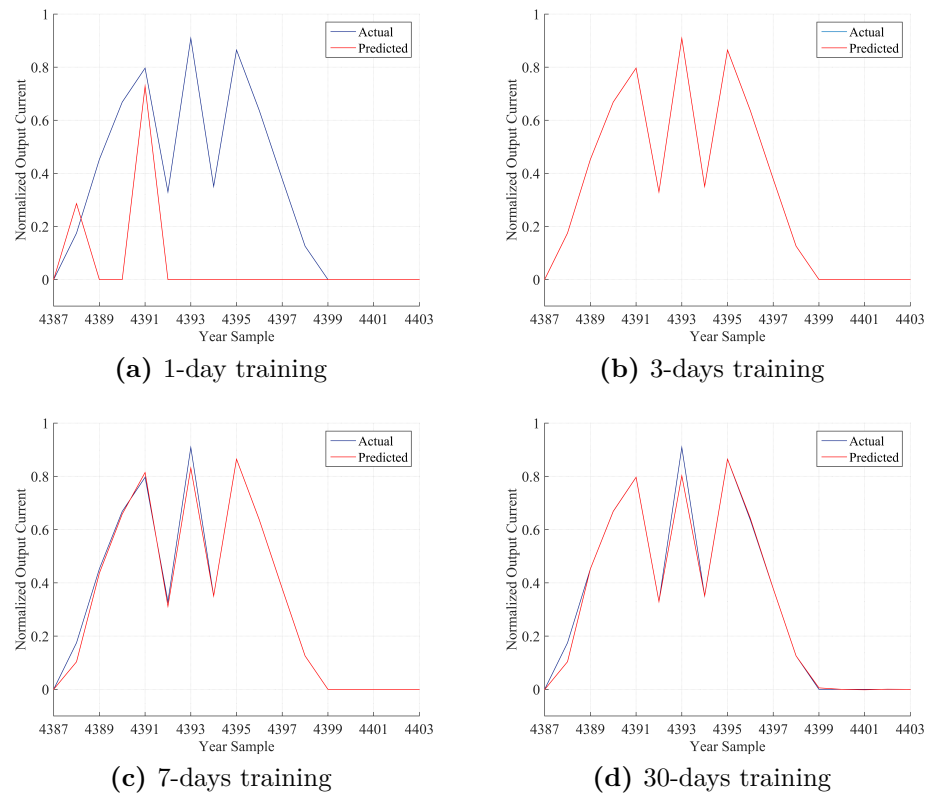 1
0.8
0.6
0.4
0.2
0
Normalized Output Current
Actual
Predicted
4387 4389 4391 4393 4395 4397 4399 4401 4403
Year Sample
(a) 1-day training
1
0.8
0.6
0.4
0.2
0
Normalized Output Current
Actual
Predicted
4387 4389 4391 4393 4395 4397 4399 4401 4403
Year Sample
(b) 3-days training
1
0.8
0.6
0.4
0.2
0
Normalized Output Current
Actual
Predicted
4387 4389 4391 4393 4395 4397 4399 4401 4403
Year Sample
(c) 7-days training
1
0.8
0.6
0.4
0.2
0
Normalized Output Current
Actual
Predicted
4387 4389 4391 4393 4395 4397 4399 4401 4403
Year Sample
(d) 30-days training